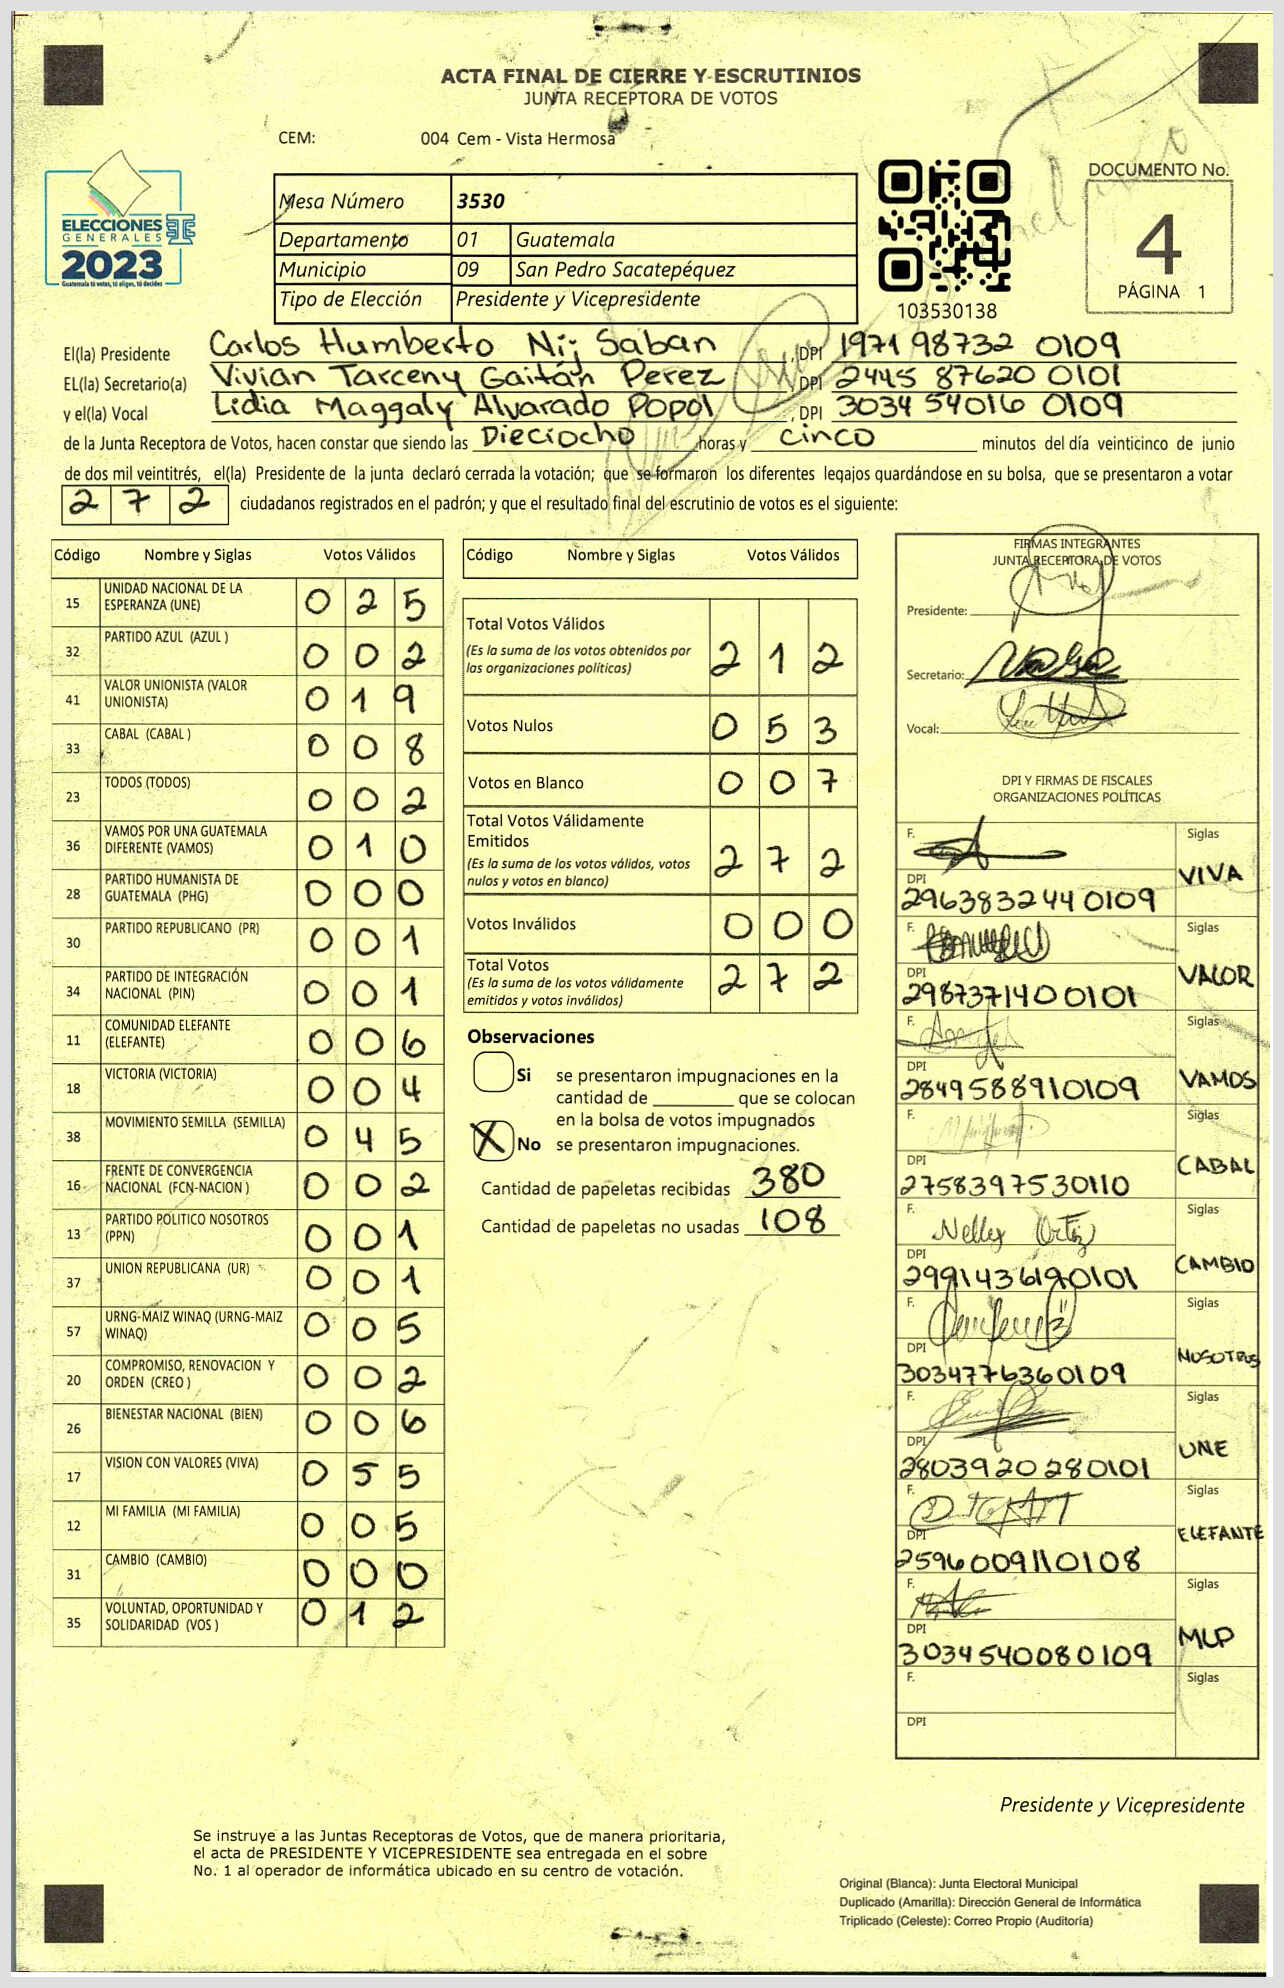 ACTA FINAL DE CIERRE Y ESCRUTINIOS
JUNTA RECEPTORA DE VOTOS
CEM: 004 Cem - Vista Hermosa
DOCUMENTO No.
4
PÁGINA 1
ELECCIONES
GENERALES
2023
Guatemala tú votas, tú eliges, tú decides
Mesa Número 3530
Departamento 01 Guatemala
Municipio 09 San Pedro Sacatepéquez
Tipo de Elección Presidente y Vicepresidente
103530138
El(la) Presidente Carlos Humberto Nij Saban , DPI 1971 98732 0109
EL(la) Secretario(a) Vivian Tarceny Gaitán Perez , DPI 2445 87620 0101
y el(la) Vocal Lidia Maggaly Alvarado Popol , DPI 3034 54016 0109
de la Junta Receptora de Votos, hacen constar que siendo las Dieciocho horas y cinco minutos del día veinticinco de junio
de dos mil veintitrés, el(la) Presidente de la junta declaró cerrada la votación; que se formaron los diferentes legajos guardándose en su bolsa, que se presentaron a votar
272 ciudadanos registrados en el padrón; y que el resultado final del escrutinio de votos es el siguiente:
Código Nombre y Siglas Votos Válidos
15 UNIDAD NACIONAL DE LA ESPERANZA (UNE) 0 2 5
32 PARTIDO AZUL (AZUL ) 0 0 2
41 VALOR UNIONISTA (VALOR UNIONISTA) 0 1 9
33 CABAL (CABAL ) 0 0 8
23 TODOS (TODOS) 0 0 2
36 VAMOS POR UNA GUATEMALA DIFERENTE (VAMOS) 0 1 0
28 PARTIDO HUMANISTA DE GUATEMALA (PHG) 0 0 0
30 PARTIDO REPUBLICANO (PR) 0 0 1
34 PARTIDO DE INTEGRACIÓN NACIONAL (PIN) 0 0 1
11 COMUNIDAD ELEFANTE (ELEFANTE) 0 0 6
18 VICTORIA (VICTORIA) 0 0 4
38 MOVIMIENTO SEMILLA (SEMILLA) 0 4 5
16 FRENTE DE CONVERGENCIA NACIONAL (FCN-NACION ) 0 0 2
13 PARTIDO POLITICO NOSOTROS (PPN) 0 0 1
37 UNION REPUBLICANA (UR) 0 0 1
57 URNG-MAIZ WINAQ (URNG-MAIZ WINAQ) 0 0 5
20 COMPROMISO, RENOVACION Y ORDEN (CREO ) 0 0 2
26 BIENESTAR NACIONAL (BIEN) 0 0 6
17 VISION CON VALORES (VIVA) 0 5 5
12 MI FAMILIA (MI FAMILIA) 0 0 5
31 CAMBIO (CAMBIO) 0 0 0
35 VOLUNTAD, OPORTUNIDAD Y SOLIDARIDAD (VOS ) 0 1 2
Código Nombre y Siglas Votos Válidos
Total Votos Válidos 2 1 2
(Es la suma de los votos obtenidos por
las organizaciones políticas)
Votos Nulos 0 5 3
Votos en Blanco 0 0 7
Total Votos Válidamente
Emitidos 2 7 2
(Es la suma de los votos válidos, votos
nulos y votos en blanco)
Votos Inválidos 0 0 0
Total Votos 2 7 2
(Es la suma de los votos válidamente
emitidos y votos inválidos)
Observaciones
Si se presentaron impugnaciones en la
cantidad de ________ que se colocan
en la bolsa de votos impugnados
X No se presentaron impugnaciones.
Cantidad de papeletas recibidas 380
Cantidad de papeletas no usadas 108
FIRMAS INTEGRANTES
JUNTA RECEPTORA DE VOTOS
Presidente:
Secretario:
Vocal:
DPI Y FIRMAS DE FISCALES
ORGANIZACIONES POLÍTICAS
F. Siglas
DPI VIVA
2963832440109
F. Siglas
DPI VALOR
2987371400101
F. Siglas
DPI VAMOS
2849588910109
F. Siglas
DPI CABAL
2758397530110
F. Nelley Ortiz Siglas
DPI CAMBIO
2991436190101
F. Siglas
DPI NOSOTROS
3034776360109
F. Siglas
DPI UNE
2803920280101
F. Siglas
DPI ELEFANTE
2596009110108
F. Siglas
DPI MLP
3034540080109
F. Siglas
DPI
Presidente y Vicepresidente
Se instruye a las Juntas Receptoras de Votos, que de manera prioritaria,
el acta de PRESIDENTE Y VICEPRESIDENTE sea entregada en el sobre
No. 1 al operador de informática ubicado en su centro de votación.
Original (Blanca): Junta Electoral Municipal
Duplicado (Amarilla): Dirección General de Informática
Triplicado (Celeste): Correo Propio (Auditoría)